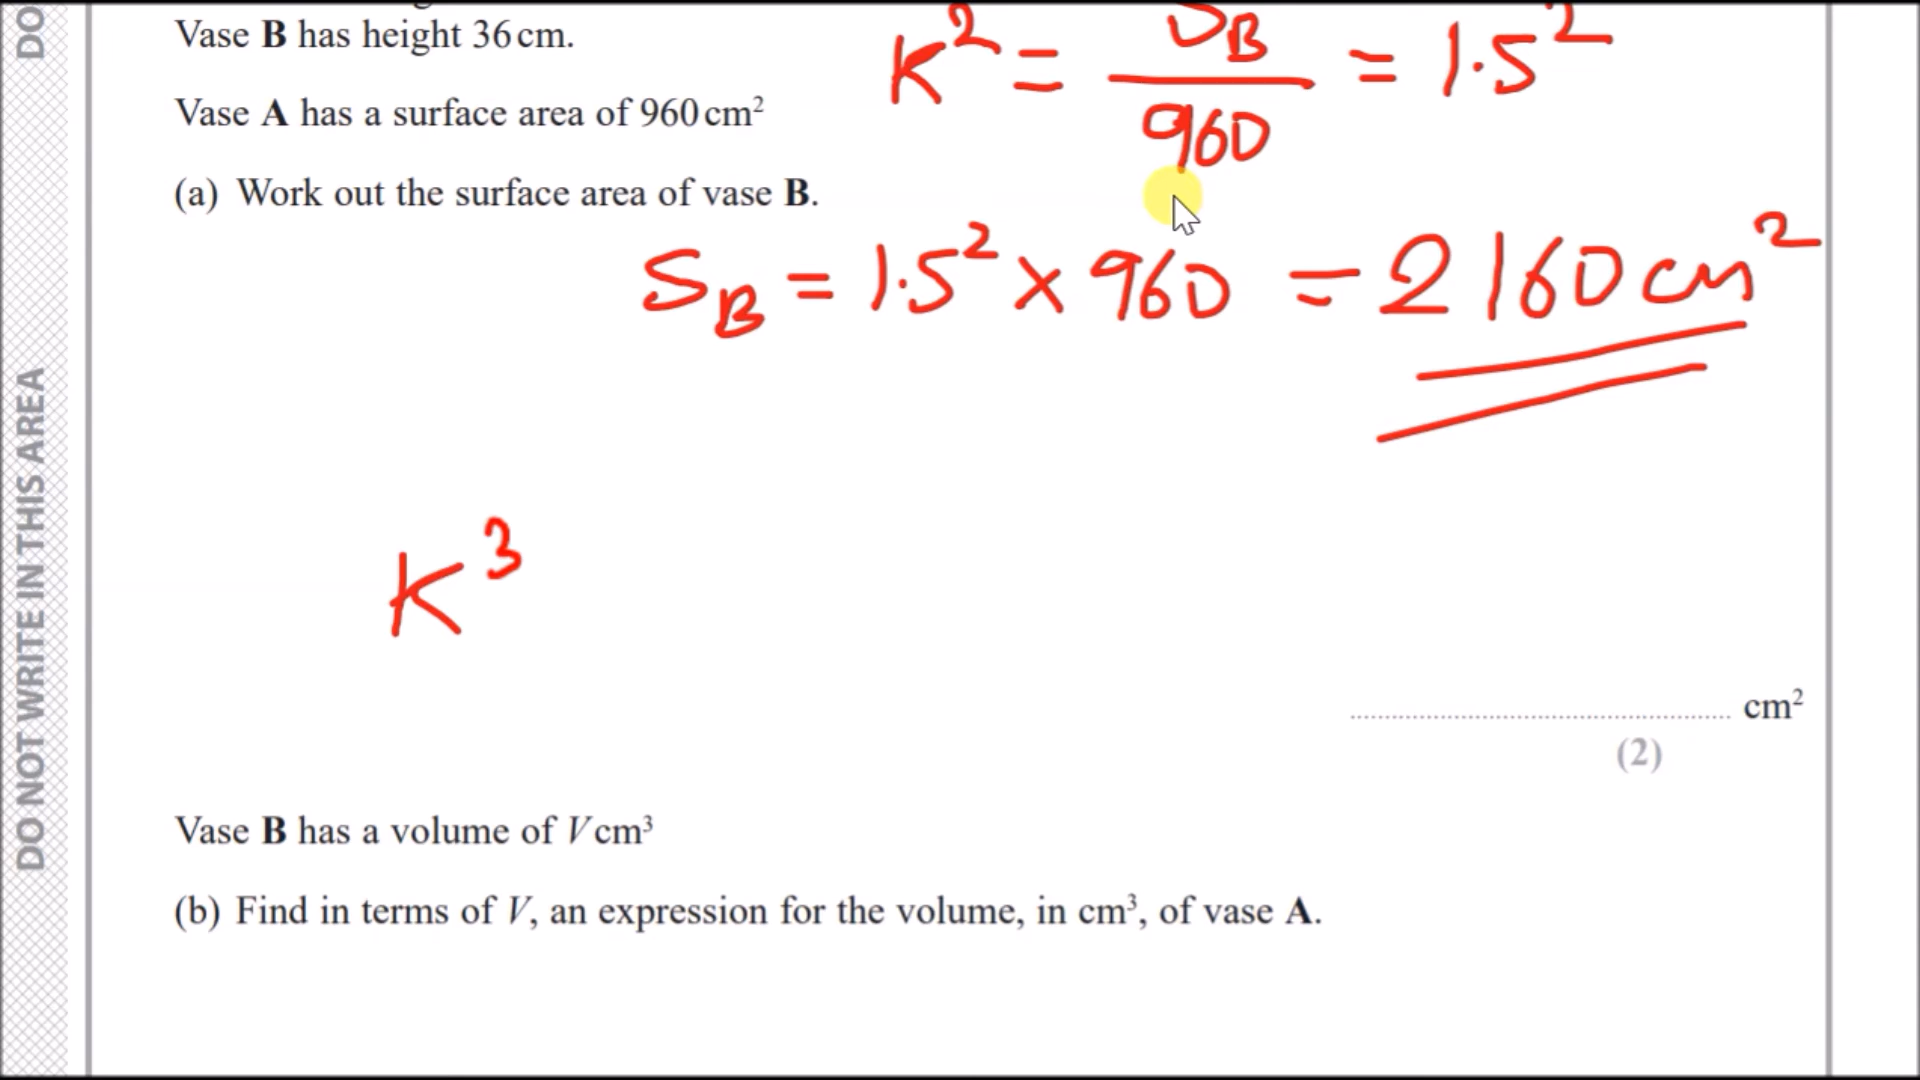 DO
Vase B has height 36 cm.
K² = S_B / 960 = 1.5²
Vase A has a surface area of 960 cm²
(a) Work out the surface area of vase B.
S_B = 1.5² × 960 = 2160 cm²
DO NOT WRITE IN THIS AREA
K³
cm²
(2)
Vase B has a volume of V cm³
(b) Find in terms of V, an expression for the volume, in cm³, of vase A.